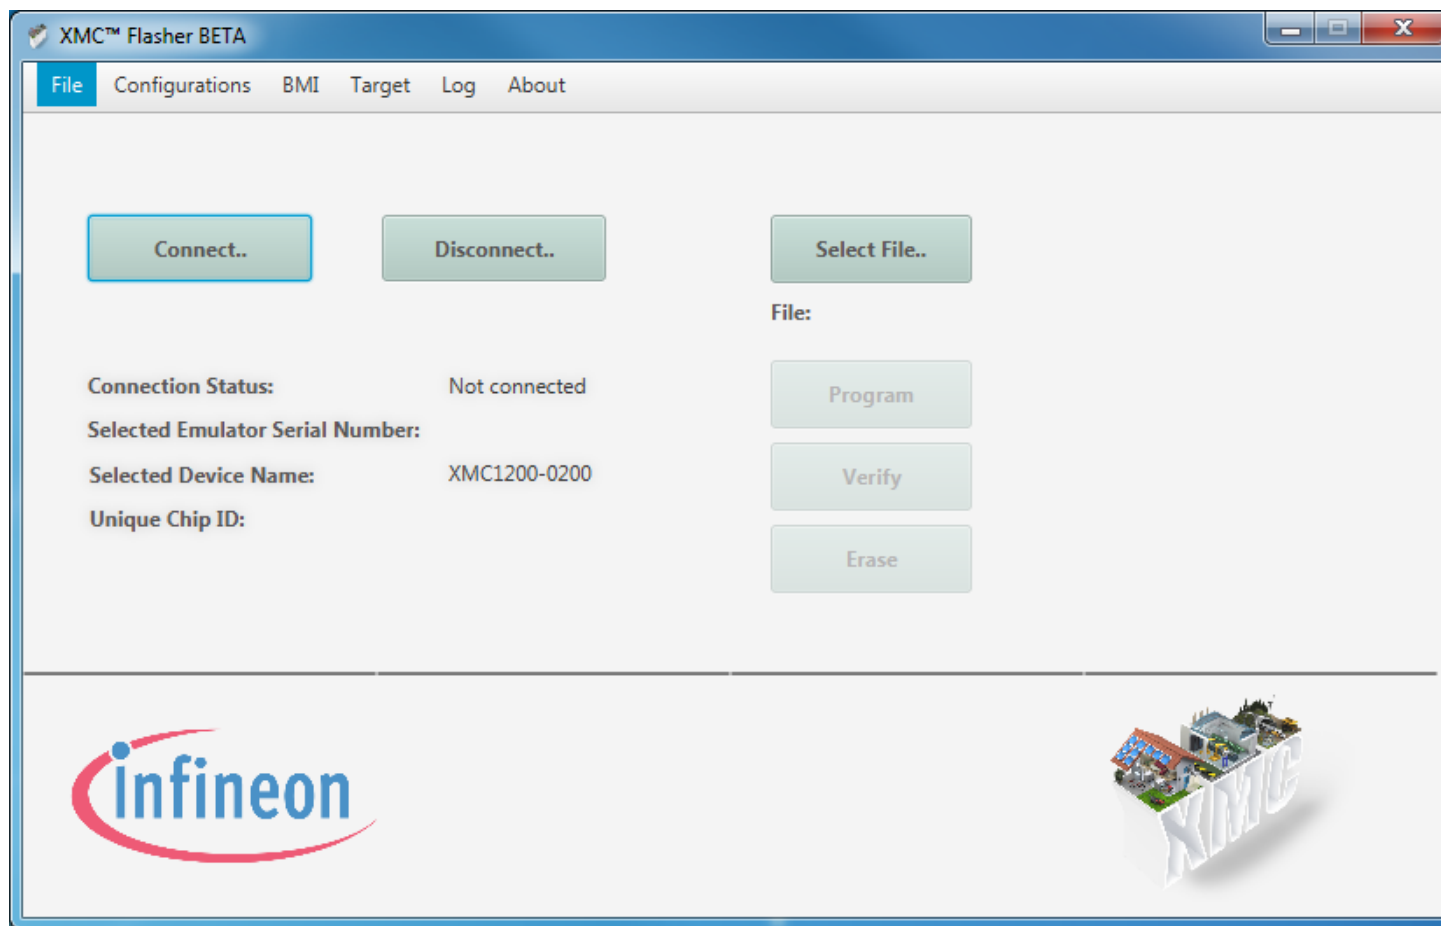 XMC™ Flasher BETA
File Configurations BMI Target Log About
Connect.. Disconnect.. Select File..
File:
Connection Status: Not connected
Program
Selected Emulator Serial Number:
Selected Device Name: XMC1200-0200
Verify
Unique Chip ID:
Erase
infineon
XMC